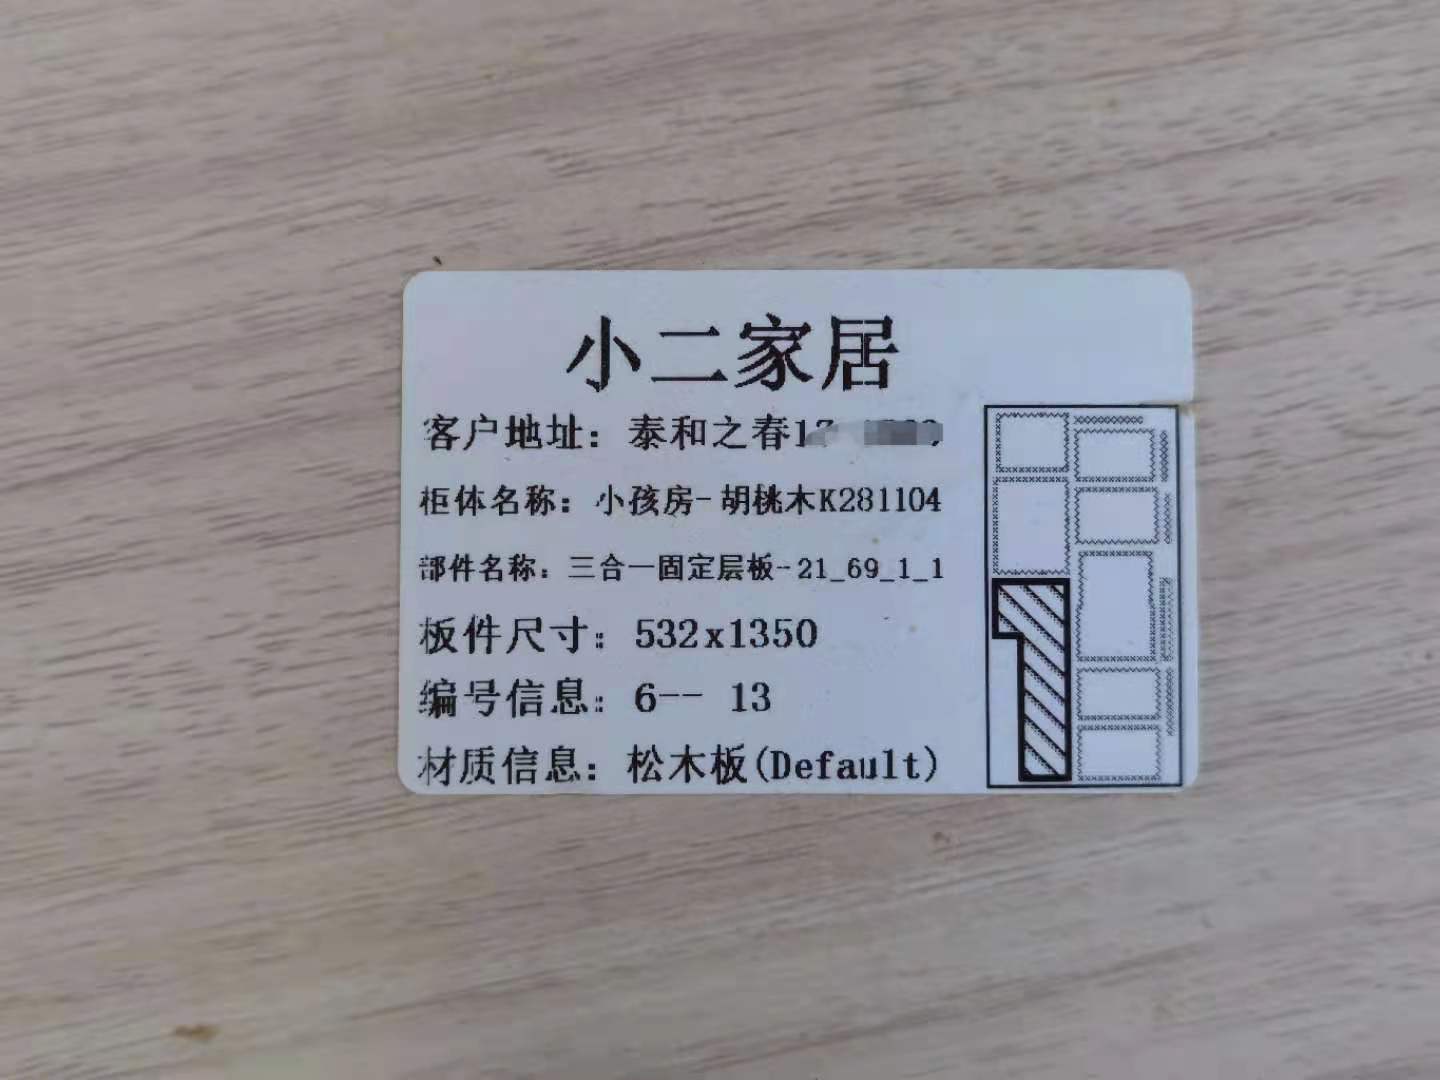 小二家居
客户地址：泰和之春
柜体名称：小孩房-胡桃木K281104
部件名称：三合一固定层板-21_69_1_1
板件尺寸：532x1350
编号信息：6-- 13
材质信息：松木板(Default)